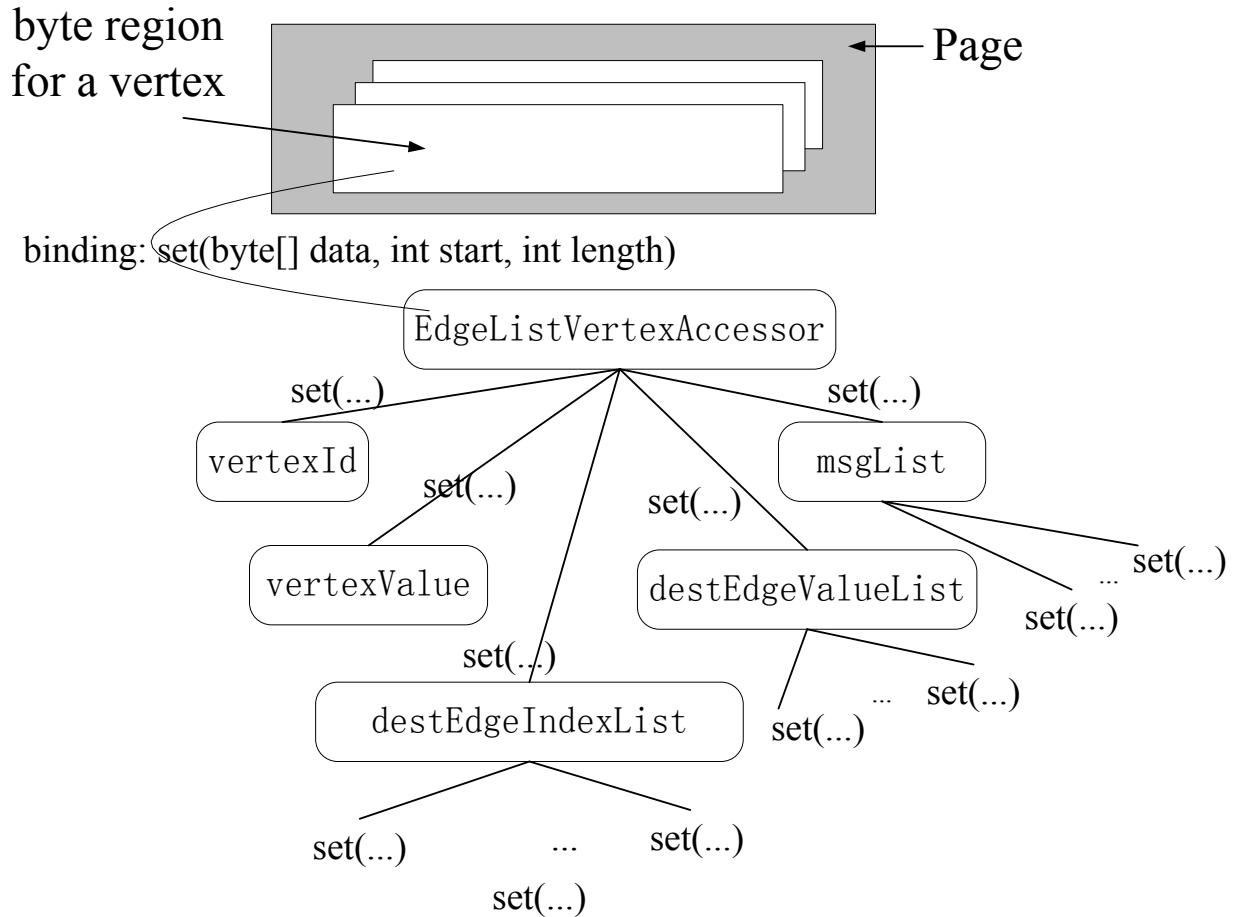 byte region
for a vertex
Page
binding: set(byte[] data, int start, int length)
EdgeListVertexAccessor
set(...)
set(...)
vertexId
msgList
set(...)
set(...)
vertexValue
destEdgeValueList
set(...)
...
set(...)
set(...)
destEdgeIndexList
set(...)
...
set(...)
set(...)
...
set(...)
set(...)